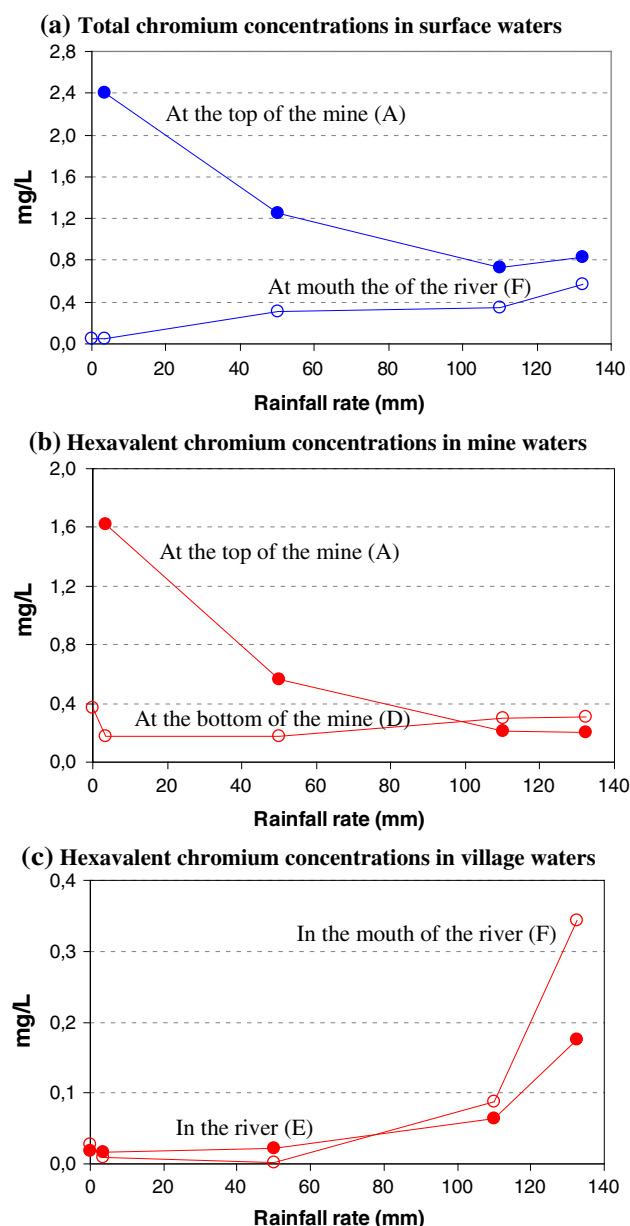 (a) Total chromium concentrations in surface waters
2,8
2,4
2,0
1,6
1,2
0,8
0,4
0,0
mg/L
At the top of the mine (A)
At mouth the of the river (F)
0 20 40 60 80 100 120 140
Rainfall rate (mm)
(b) Hexavalent chromium concentrations in mine waters
2,0
1,6
1,2
0,8
0,4
0,0
mg/L
At the top of the mine (A)
At the bottom of the mine (D)
0 20 40 60 80 100 120 140
Rainfall rate (mm)
(c) Hexavalent chromium concentrations in village waters
0,4
0,3
0,2
0,1
0,0
mg/L
In the mouth of the river (F)
In the river (E)
0 20 40 60 80 100 120 140
Rainfall rate (mm)